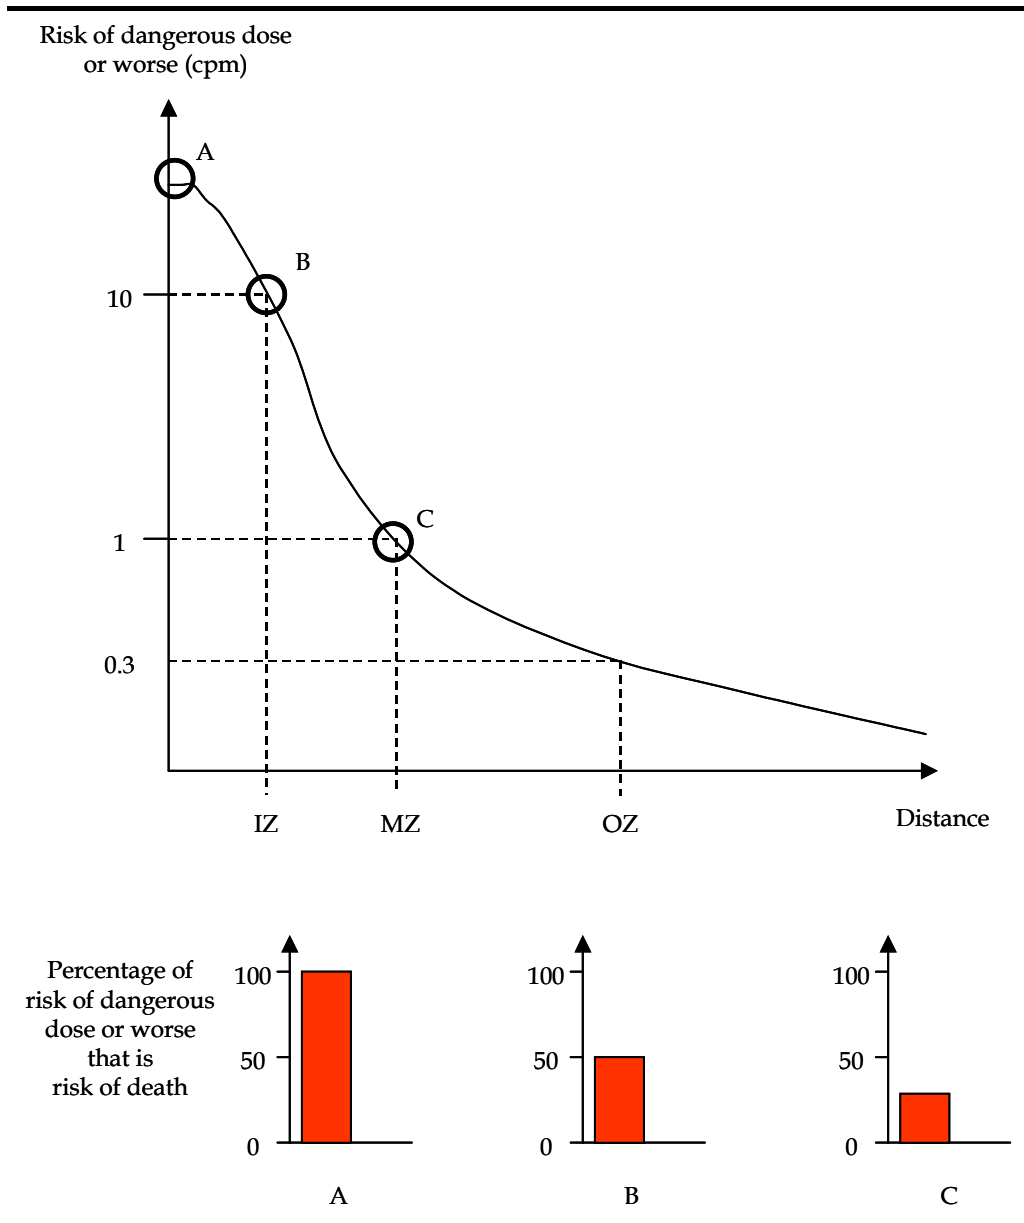 Risk of dangerous dose
or worse (cpm)
A
B
10
C
1
0.3
IZ
MZ
OZ
Distance
Percentage of
risk of dangerous
dose or worse
that is
risk of death
100
50
0
A
100
50
0
B
100
50
0
C